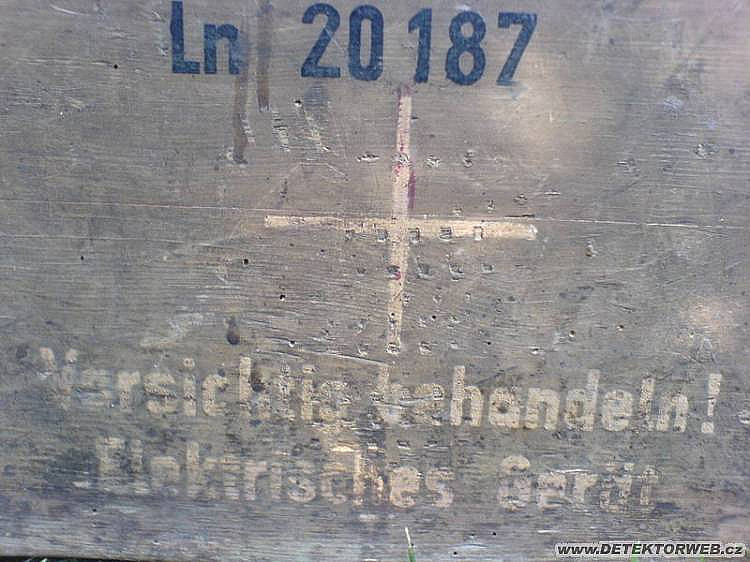 Ln 20187
Vorsichtig behandeln!
Elektrisches Gerät
www.DETEKTORWEB.cz